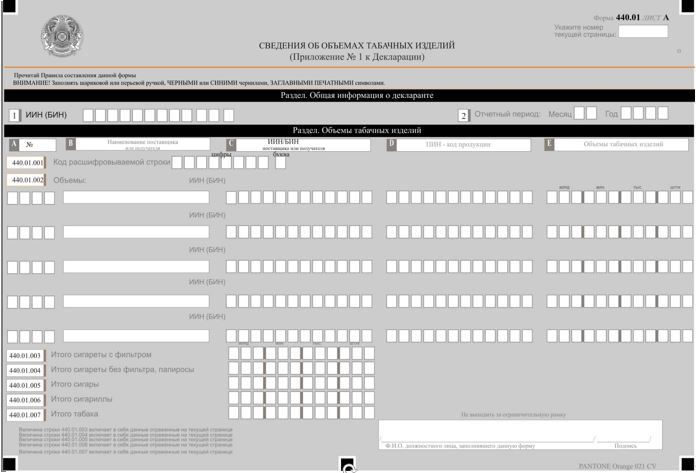 Форма 440.01 ЛИСТ А
Укажите номер
текущей страницы:
СВЕДЕНИЯ ОБ ОБЪЕМАХ ТАБАЧНЫХ ИЗДЕЛИЙ
(Приложение № 1 к Декларации)
Прочитай Правила составления данной формы
ВНИМАНИЕ! Заполнять шариковой или перьевой ручкой, ЧЕРНЫМИ или СИНИМИ чернилами, ЗАГЛАВНЫМИ ПЕЧАТНЫМИ символами.
Раздел. Общая информация о декларанте
1 ИИН (БИН) 2 Отчетный период: Месяц Год
Раздел. Объемы табачных изделий
A № B Наименование поставщика или получателя C ИИН/БИН поставщика или получателя D ПИН - код продукции E Объемы табачных изделий
цифры буква
440.01.001 Код расшифровываемой строки
440.01.002 Объемы: ИИН (БИН)
млрд млн тыс штук
ИИН (БИН)
ИИН (БИН)
ИИН (БИН)
ИИН (БИН)
млрд млн тыс штук
440.01.003 Итого сигареты с фильтром
440.01.004 Итого сигареты без фильтра, папиросы
440.01.005 Итого сигары
440.01.006 Итого сигариллы
440.01.007 Итого табака
Не выходить за ограничительную рамку
Величина строки 440.01.003 включает в себя данные отраженные на текущей странице
Величина строки 440.01.004 включает в себя данные отраженные на текущей странице
Величина строки 440.01.005 включает в себя данные отраженные на текущей странице
Величина строки 440.01.006 включает в себя данные отраженные на текущей странице
Величина строки 440.01.007 включает в себя данные отраженные на текущей странице
Ф.И.О. должностного лица, заполнявшего данную форму Подпись
PANTONE Orange 021 CV